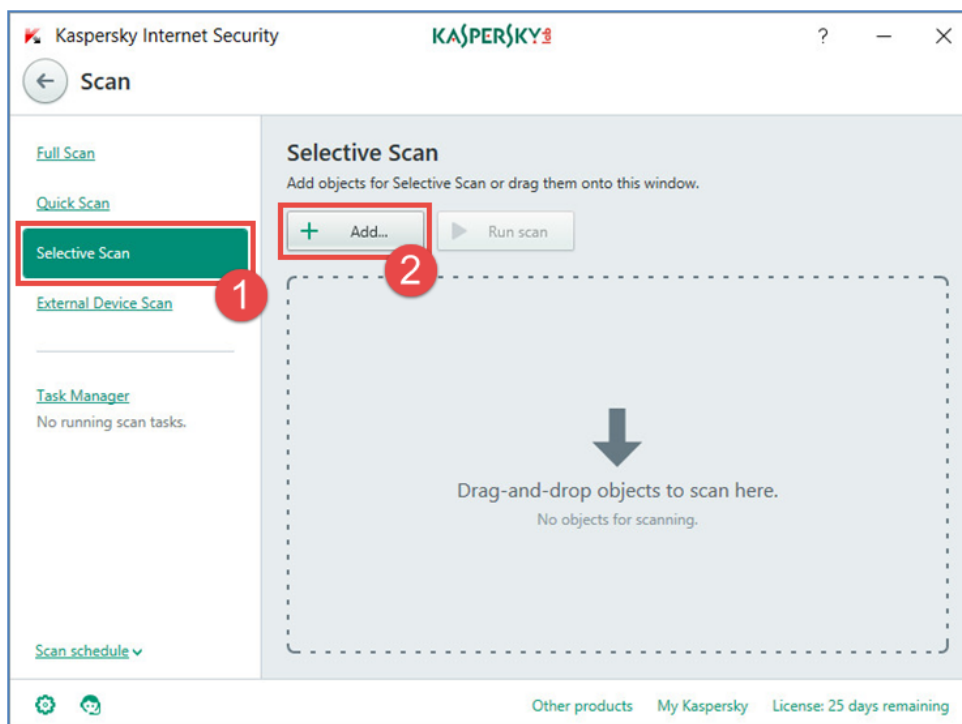 Kaspersky Internet Security
KASPERSKY lab
?
Scan
Full Scan
Quick Scan
Selective Scan
1
External Device Scan
Task Manager
No running scan tasks.
Scan schedule
Selective Scan
Add objects for Selective Scan or drag them onto this window.
+ Add...
Run scan
2
Drag-and-drop objects to scan here.
No objects for scanning.
Other products
My Kaspersky
License: 25 days remaining